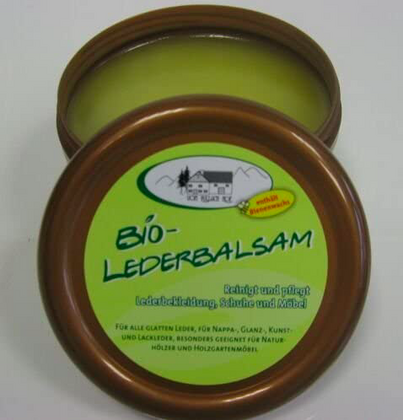 enthält
Bienenwachs
BIO-
LEDERBALSAM
Reinigt und pflegt
Lederbekleidung, Schuhe und Möbel
FÜR ALLE GLATTEN LEDER, FÜR NAPPA-, GLANZ-, KUNST-
UND LACKLEDER, BESONDERS GEEIGNET FÜR NATUR-
HÖLZER UND HOLZGARTENMÖBEL